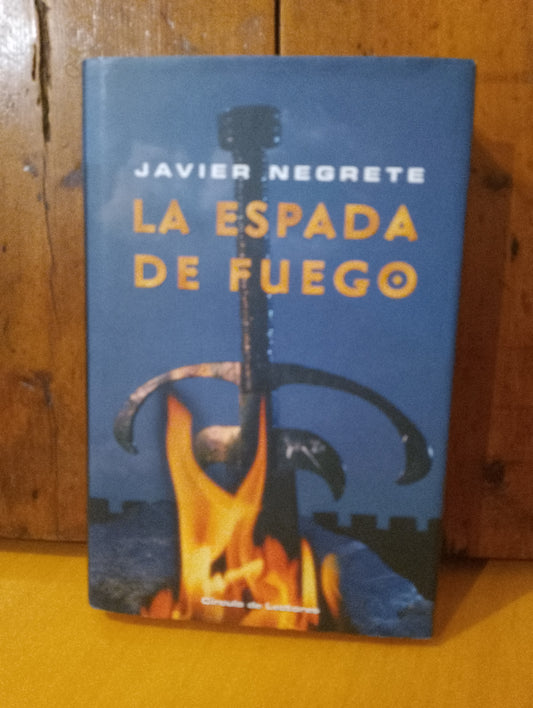 JAVIER NEGRETE
LA ESPADA
DE FUEGO
Círculo de Lectores